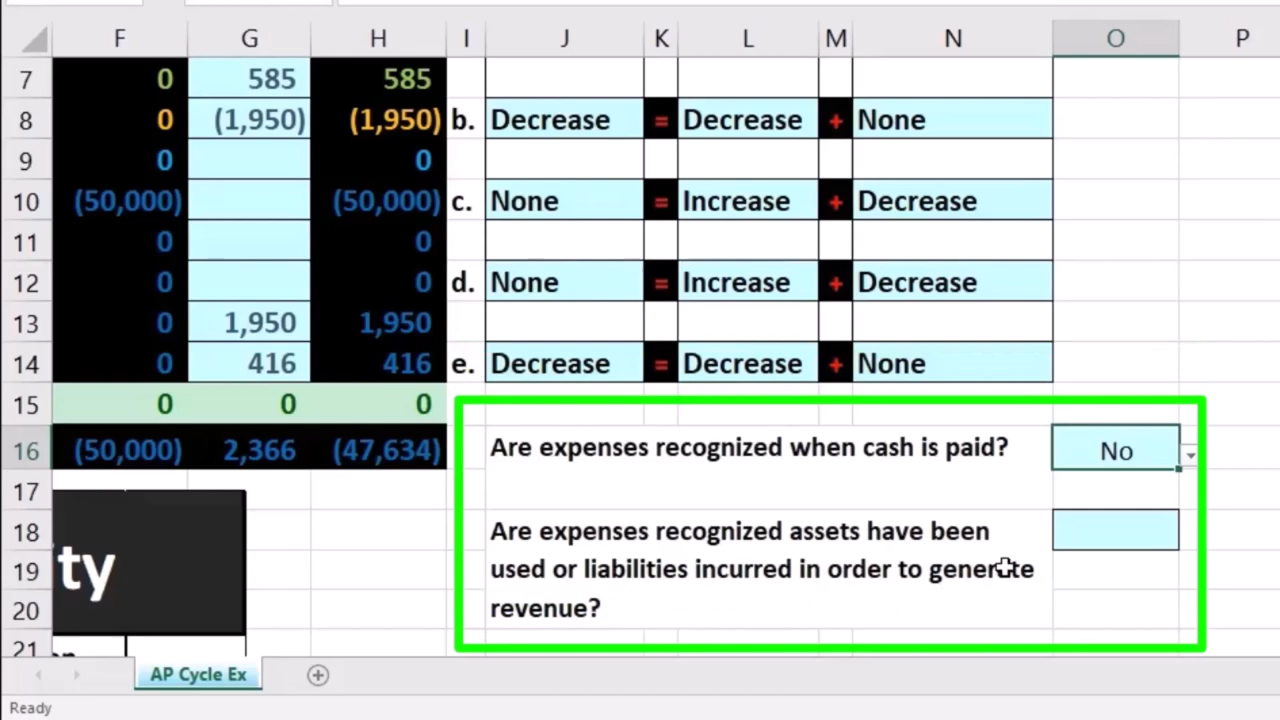 F G H I J K L M N O P
7 0 585 585
8 0 (1,950) (1,950) b. Decrease = Decrease + None
9 0 0
10 (50,000) (50,000) c. None = Increase + Decrease
11 0 0
12 0 0 d. None = Increase + Decrease
13 0 1,950 1,950
14 0 416 416 e. Decrease = Decrease + None
15 0 0 0
16 (50,000) 2,366 (47,634) Are expenses recognized when cash is paid? No
17
18 Are expenses recognized assets have been
19 ty used or liabilities incurred in order to generate
20 revenue?
21
AP Cycle Ex
Ready